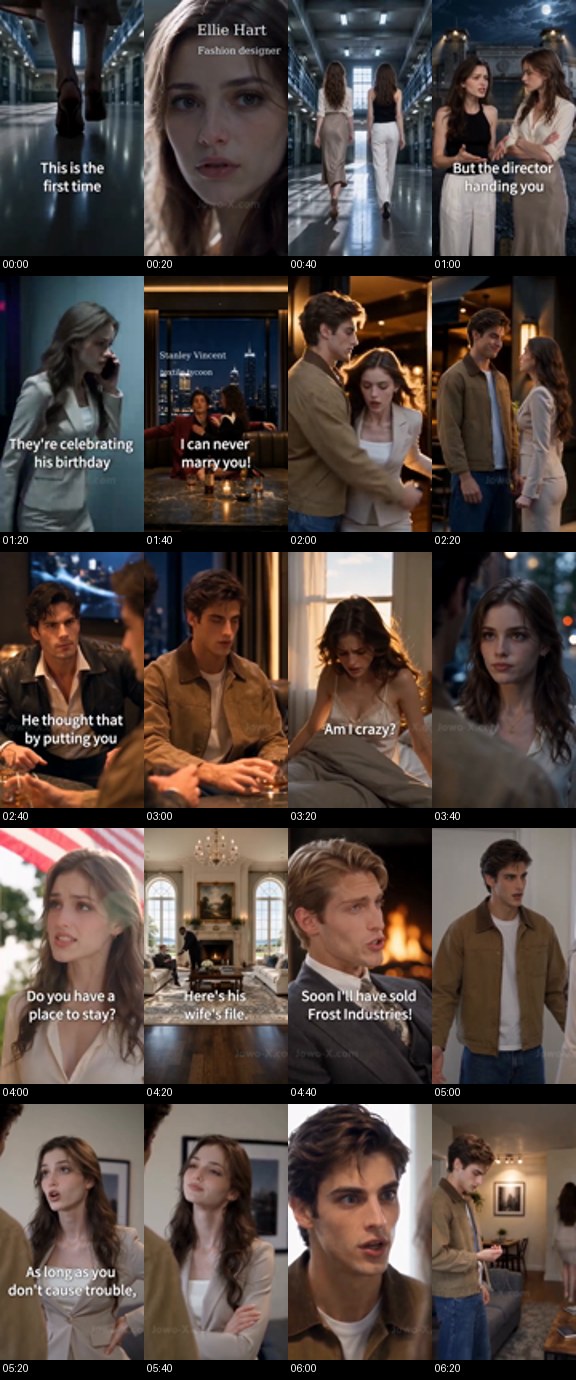 This is the
first time
00:00
Ellie Hart
Fashion designer
00:20
00:40
But the director
handing you
01:00
They're celebrating
his birthday
01:20
Stanley Vincent
textile tycoon
I can never
marry you!
01:40
02:00
02:20
He thought that
by putting you
02:40
03:00
Am I crazy?
03:20
03:40
Do you have a
place to stay?
04:00
Here's his
wife's file.
04:20
Soon I'll have sold
Frost Industries!
04:40
05:00
As long as you
don't cause trouble,
05:20
05:40
06:00
06:20